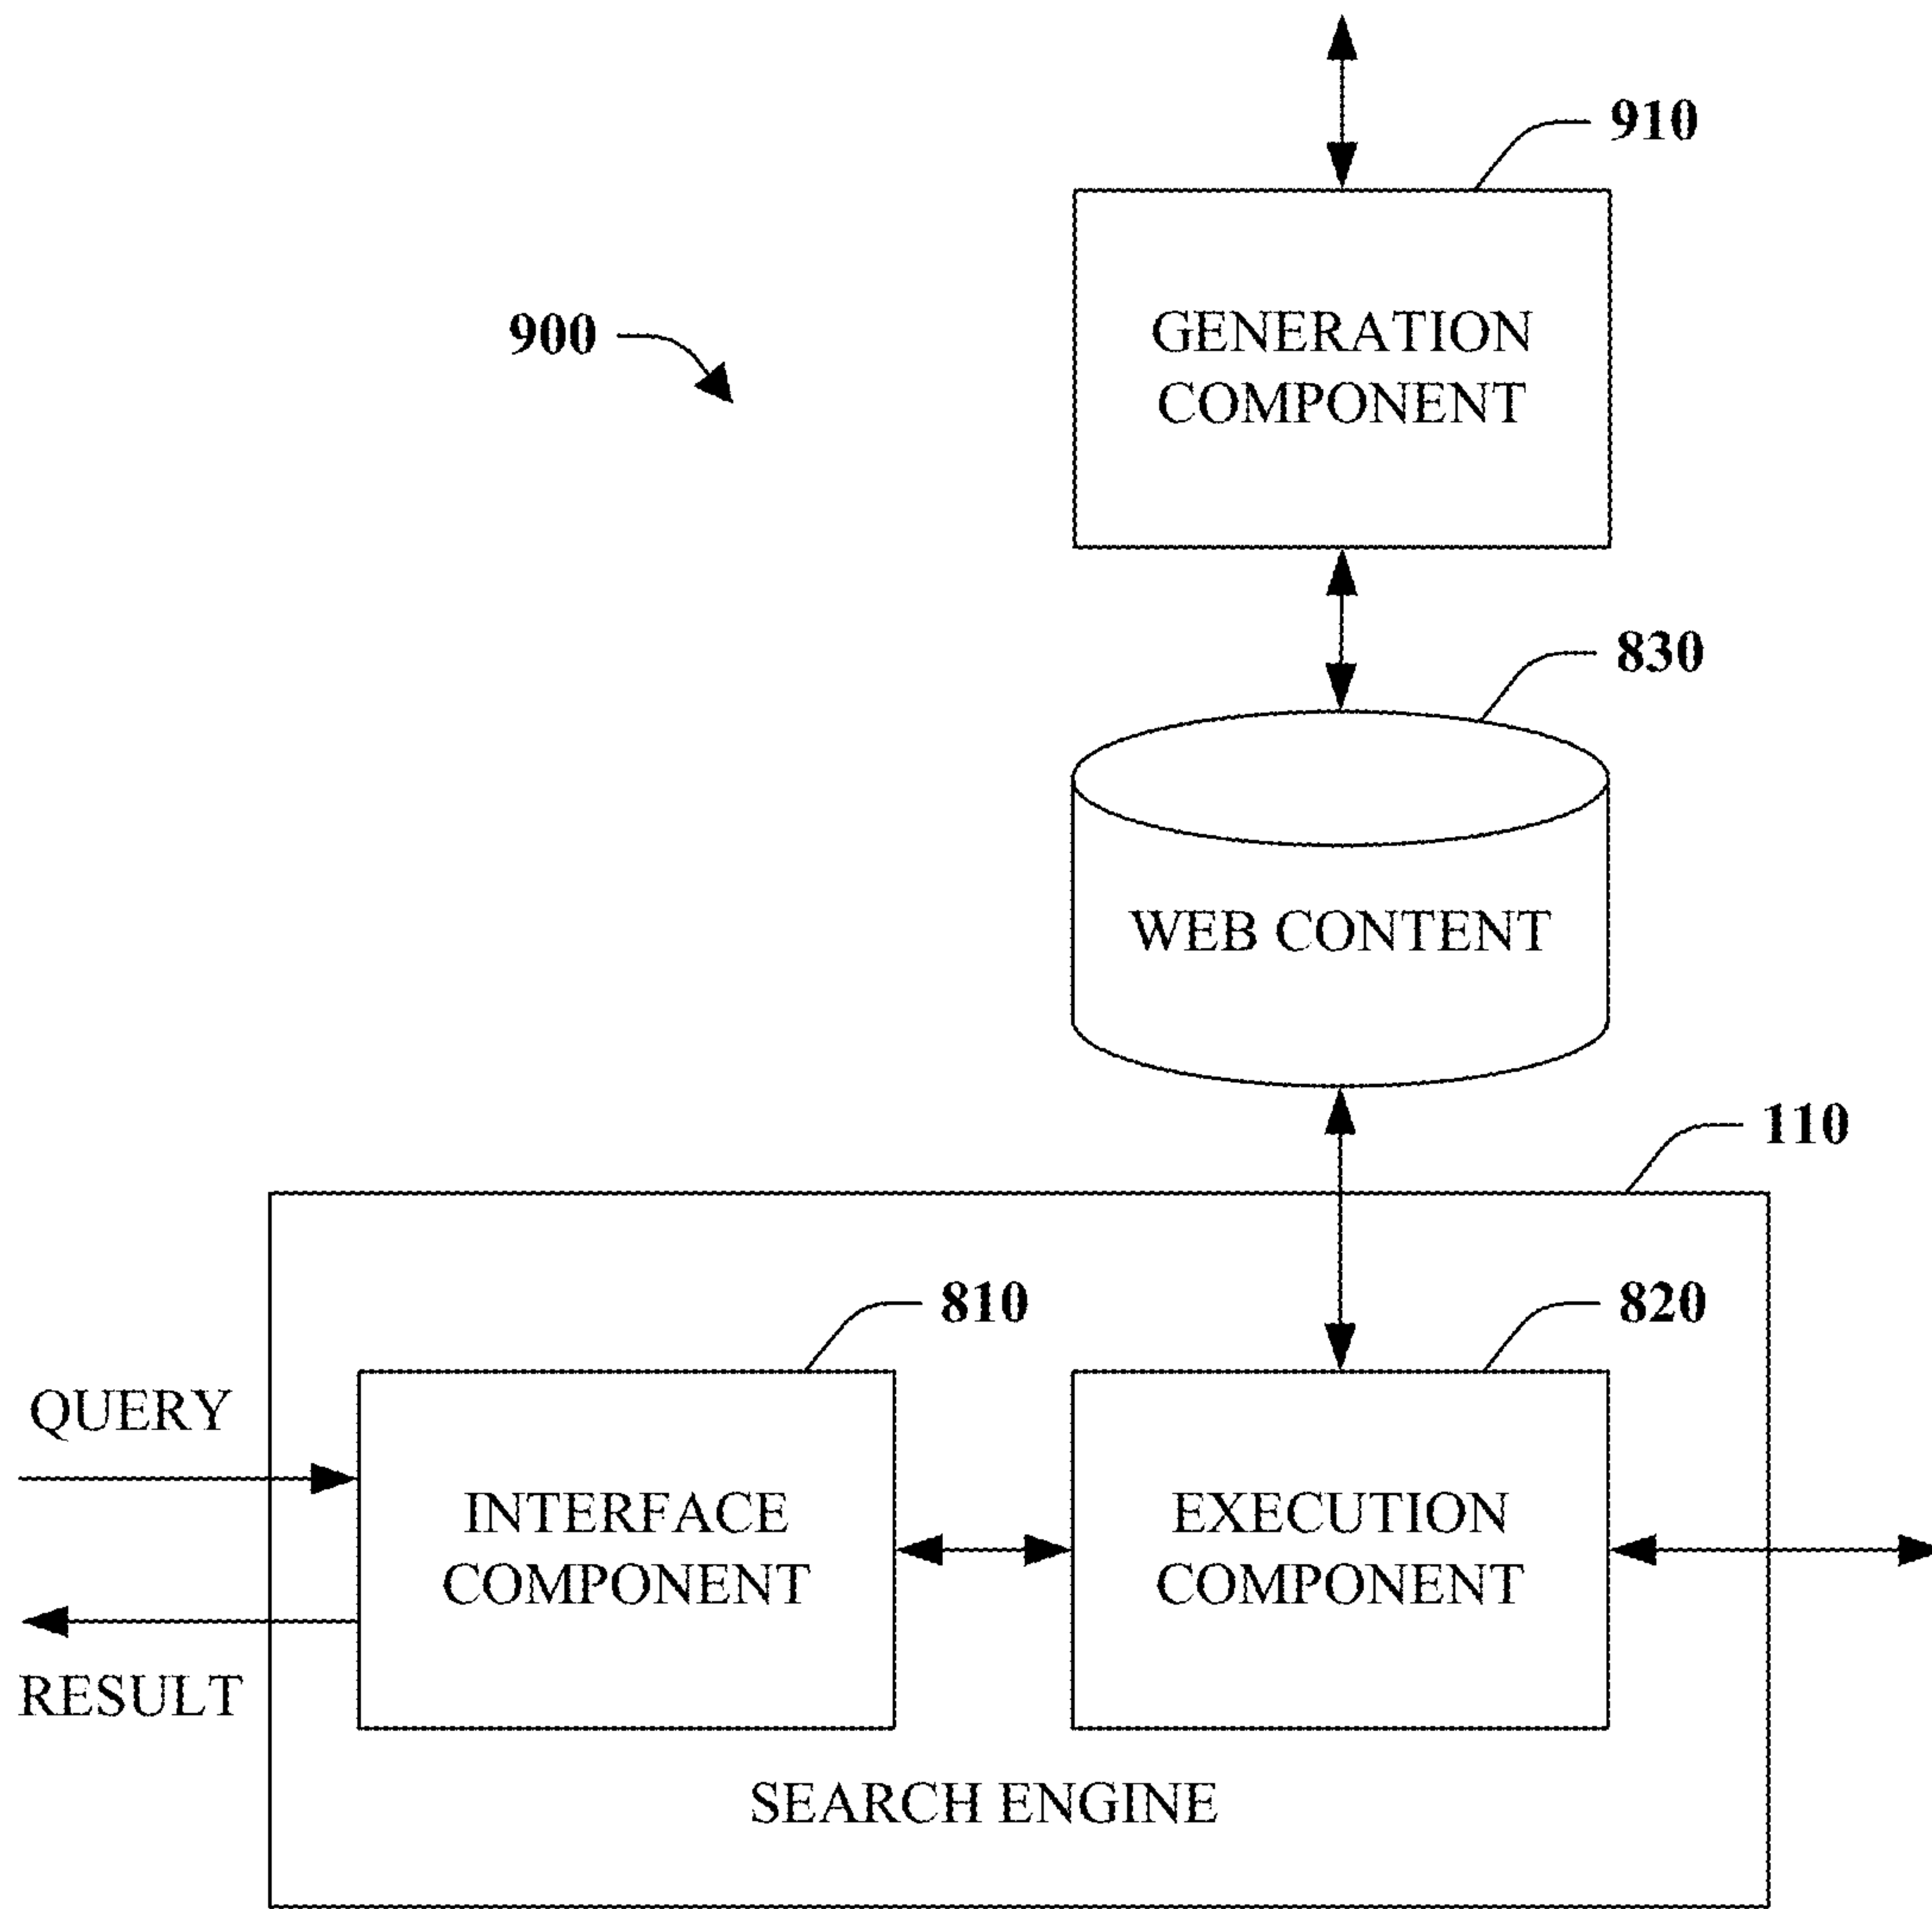 910
900
GENERATION
COMPONENT
830
WEB CONTENT
110
810
820
QUERY
INTERFACE
COMPONENT
EXECUTION
COMPONENT
RESULT
SEARCH ENGINE